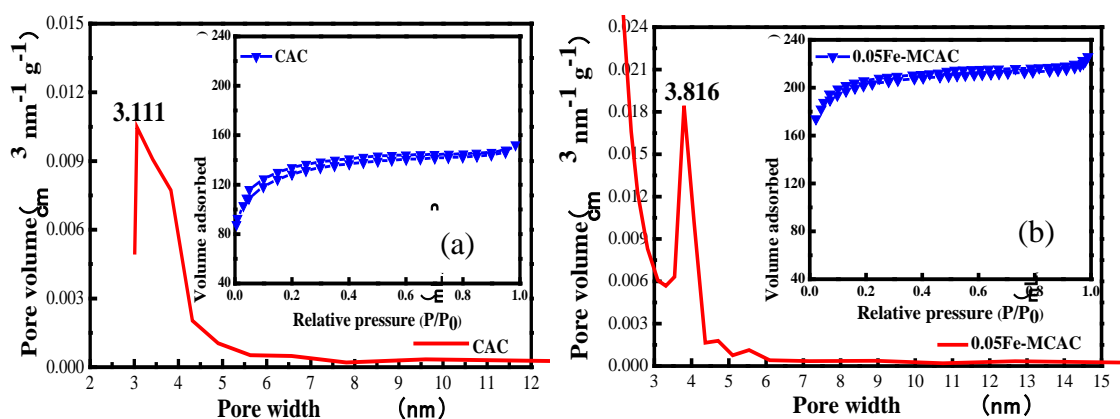 0.015
0.012
0.009
0.006
0.003
0.000
Pore volume(cm 3 nm-1 g-1)
3.111
2 3 4 5 6 7 8 9 10 11 12
Pore width (nm)
CAC
240
200
160
120
80
40
Volume adsorbed
CAC
(a)
0.0 0.2 0.4 0.6 0.8 1.0
Relative pressure (P/P0)
0.024
0.021
0.018
0.015
0.012
0.009
0.006
0.003
0.000
Pore volume(cm 3 nm-1 g-1)
3.816
3 4 5 6 7 8 9 10 11 12 13 14 15
Pore width (nm)
0.05Fe-MCAC
240
200
160
120
80
40
Volume adsorbed
0.05Fe-MCAC
(b)
0.0 0.2 0.4 0.6 0.8 1.0
Relative pressure (P/P0)